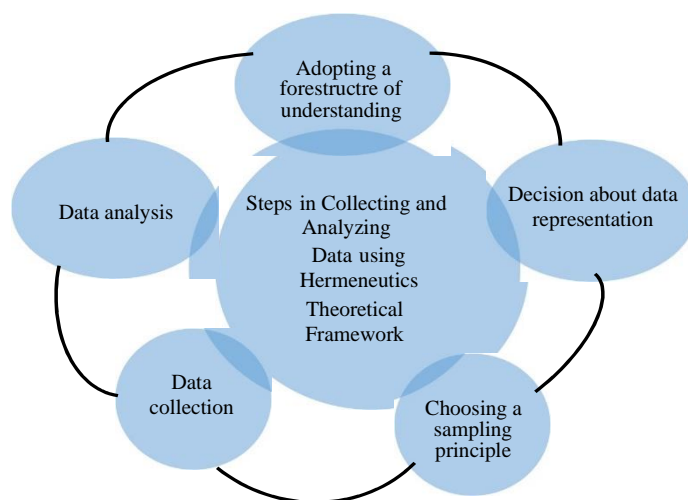 Adopting a
forestructre of
understanding
Decision about data
representation
Choosing a
sampling
principle
Data
collection
Data analysis
Steps in Collecting and
Analyzing
Data using
Hermeneutics
Theoretical
Framework